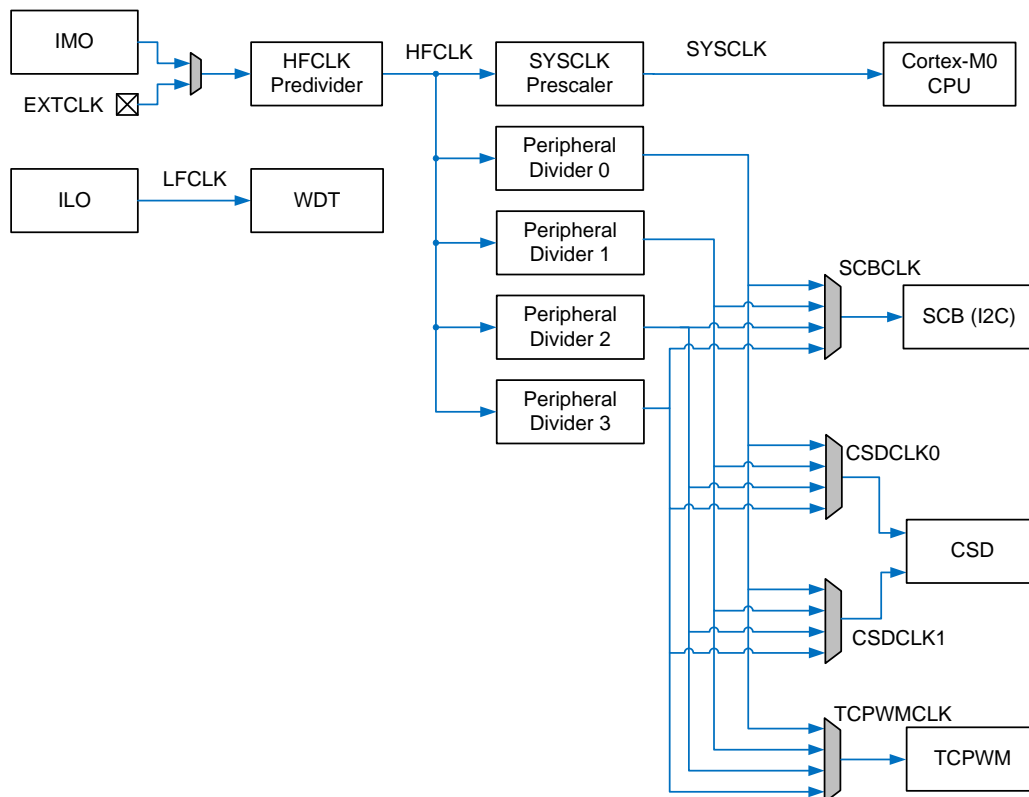 IMO
EXTCLK
HFCLK
Predivider
HFCLK
SYSCLK
Prescaler
SYSCLK
Cortex-M0
CPU
ILO
LFCLK
WDT
Peripheral
Divider 0
Peripheral
Divider 1
Peripheral
Divider 2
Peripheral
Divider 3
SCBCLK
SCB (I2C)
CSDCLK0
CSD
CSDCLK1
TCPWMCLK
TCPWM